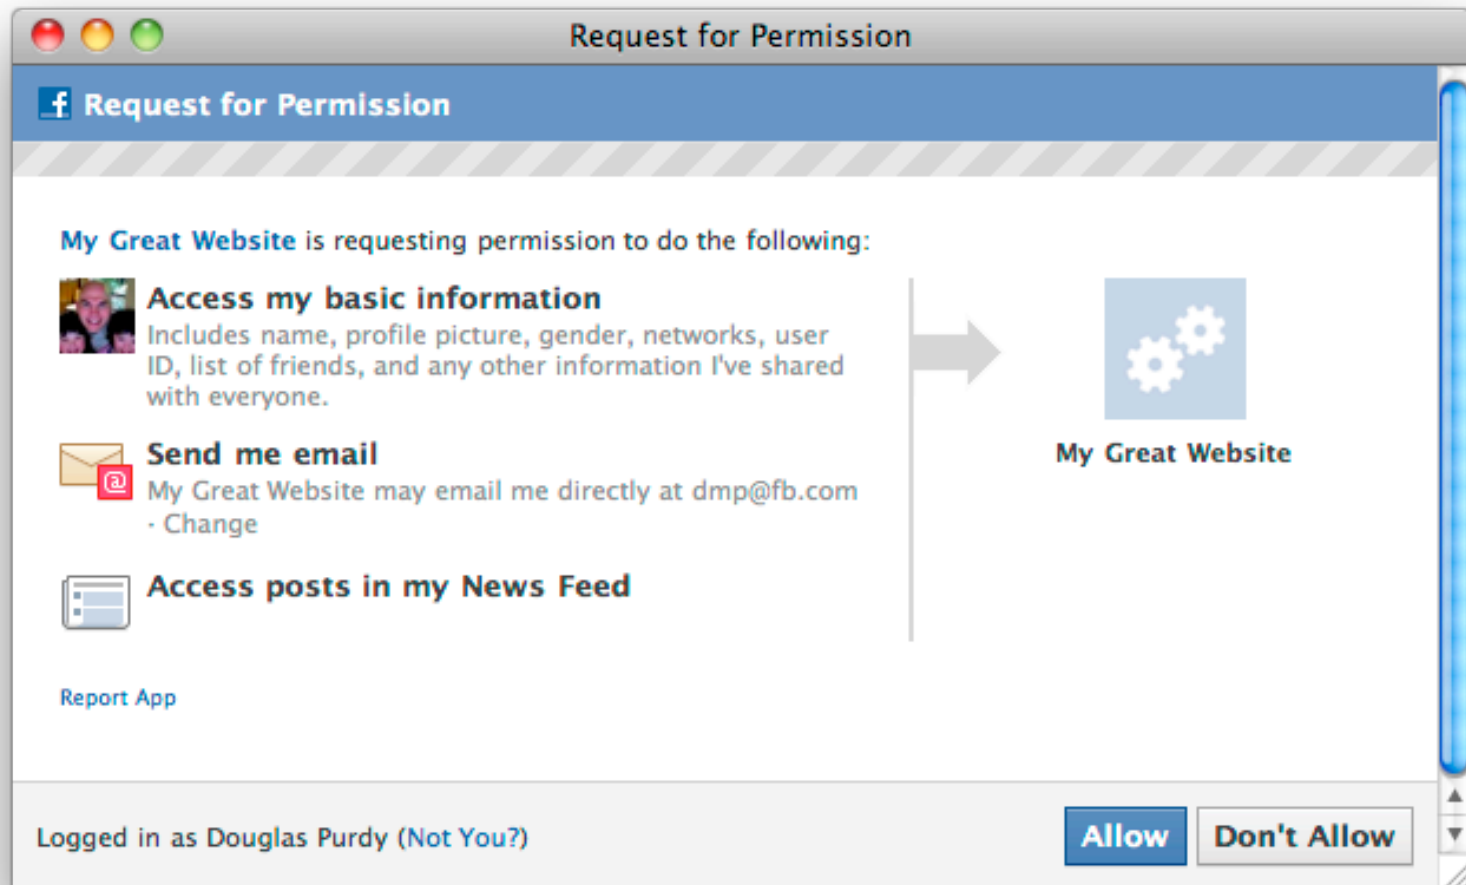 Request for Permission
f Request for Permission
My Great Website is requesting permission to do the following:
Access my basic information
Includes name, profile picture, gender, networks, user
ID, list of friends, and any other information I've shared
with everyone.
Send me email
@ My Great Website may email me directly at dmp@fb.com
· Change
Access posts in my News Feed
My Great Website
Report App
Logged in as Douglas Purdy (Not You?)
Allow
Don't Allow